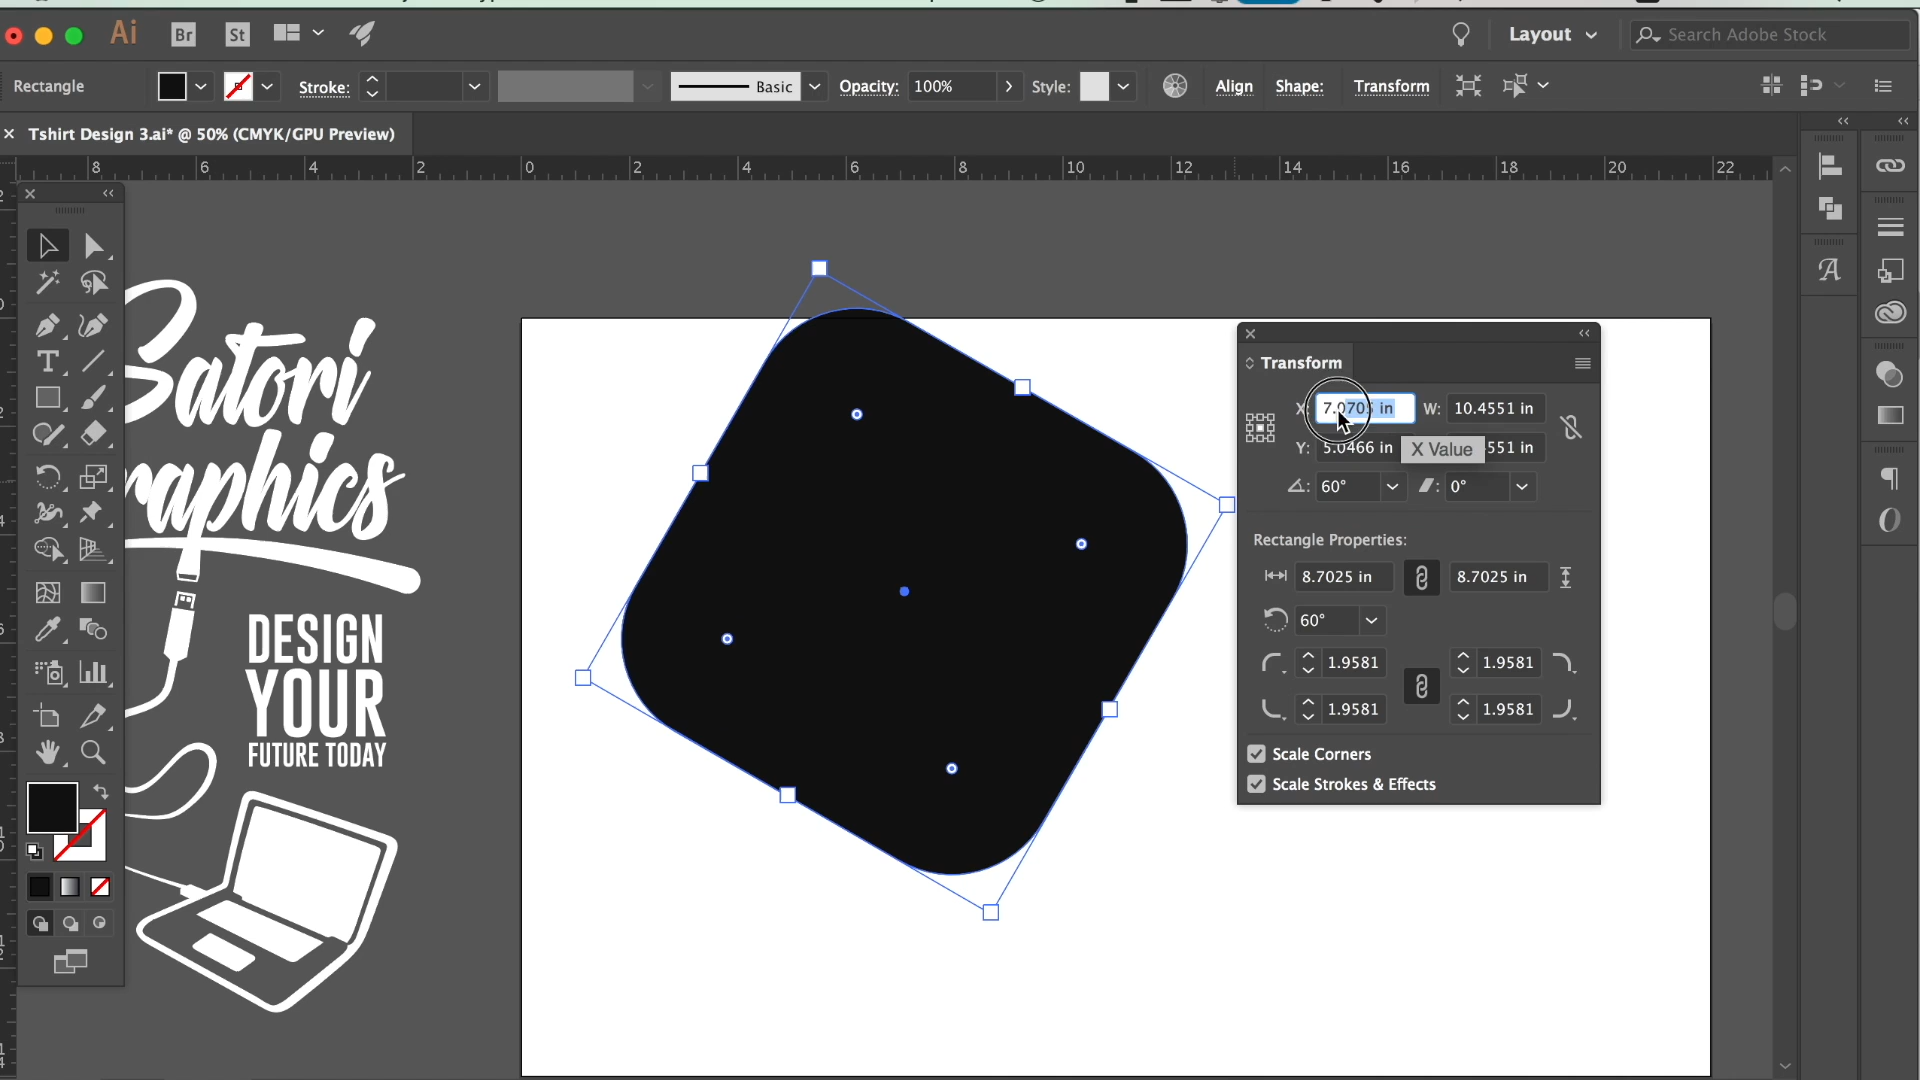 Ai Br St Layout Search Adobe Stock
Rectangle Stroke: Basic Opacity: 100% Style: Align Shape: Transform
Tshirt Design 3.ai* @ 50% (CMYK/GPU Preview)
8 6 4 2 0 2 4 6 8 10 12 14 16 18 20 22
Satori
Graphics
DESIGN
YOUR
FUTURE TODAY
Transform
X: 7.0705 in W: 10.4551 in
Y: 5.0466 in X Value 551 in
60° 0°
Rectangle Properties:
8.7025 in 8.7025 in
60°
1.9581 1.9581
1.9581 1.9581
Scale Corners
Scale Strokes & Effects